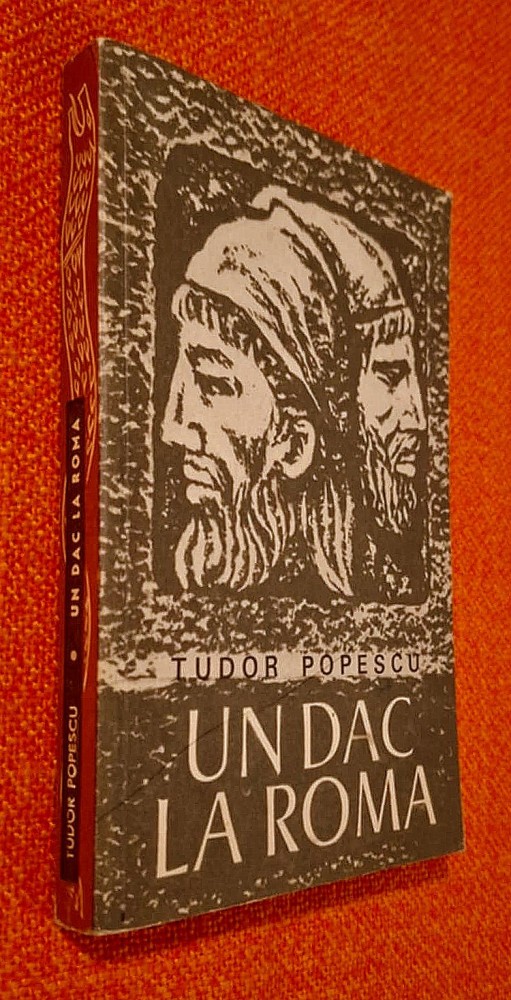 TUDOR POPESCU
UN DAC
LA ROMA
TUDOR POPESCU • UN DAC LA ROMA